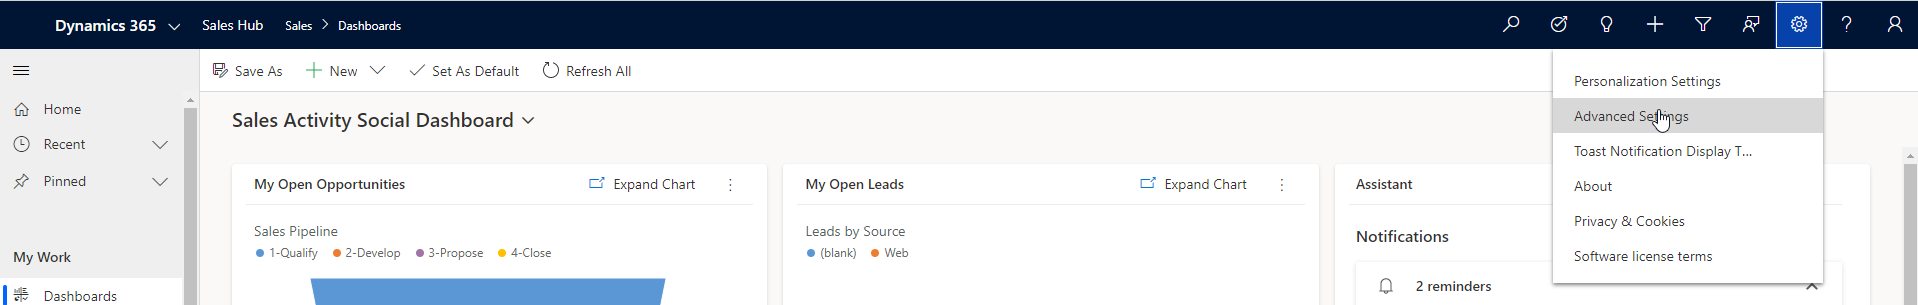 Dynamics 365 Sales Hub Sales > Dashboards
Save As New Set As Default Refresh All
Home
Recent
Pinned
My Work
Dashboards
Sales Activity Social Dashboard
My Open Opportunities Expand Chart
Sales Pipeline
1-Qualify 2-Develop 3-Propose 4-Close
My Open Leads Expand Chart
Leads by Source
(blank) Web
Assistant
Notifications
2 reminders
Personalization Settings
Advanced Settings
Toast Notification Display T...
About
Privacy & Cookies
Software license terms